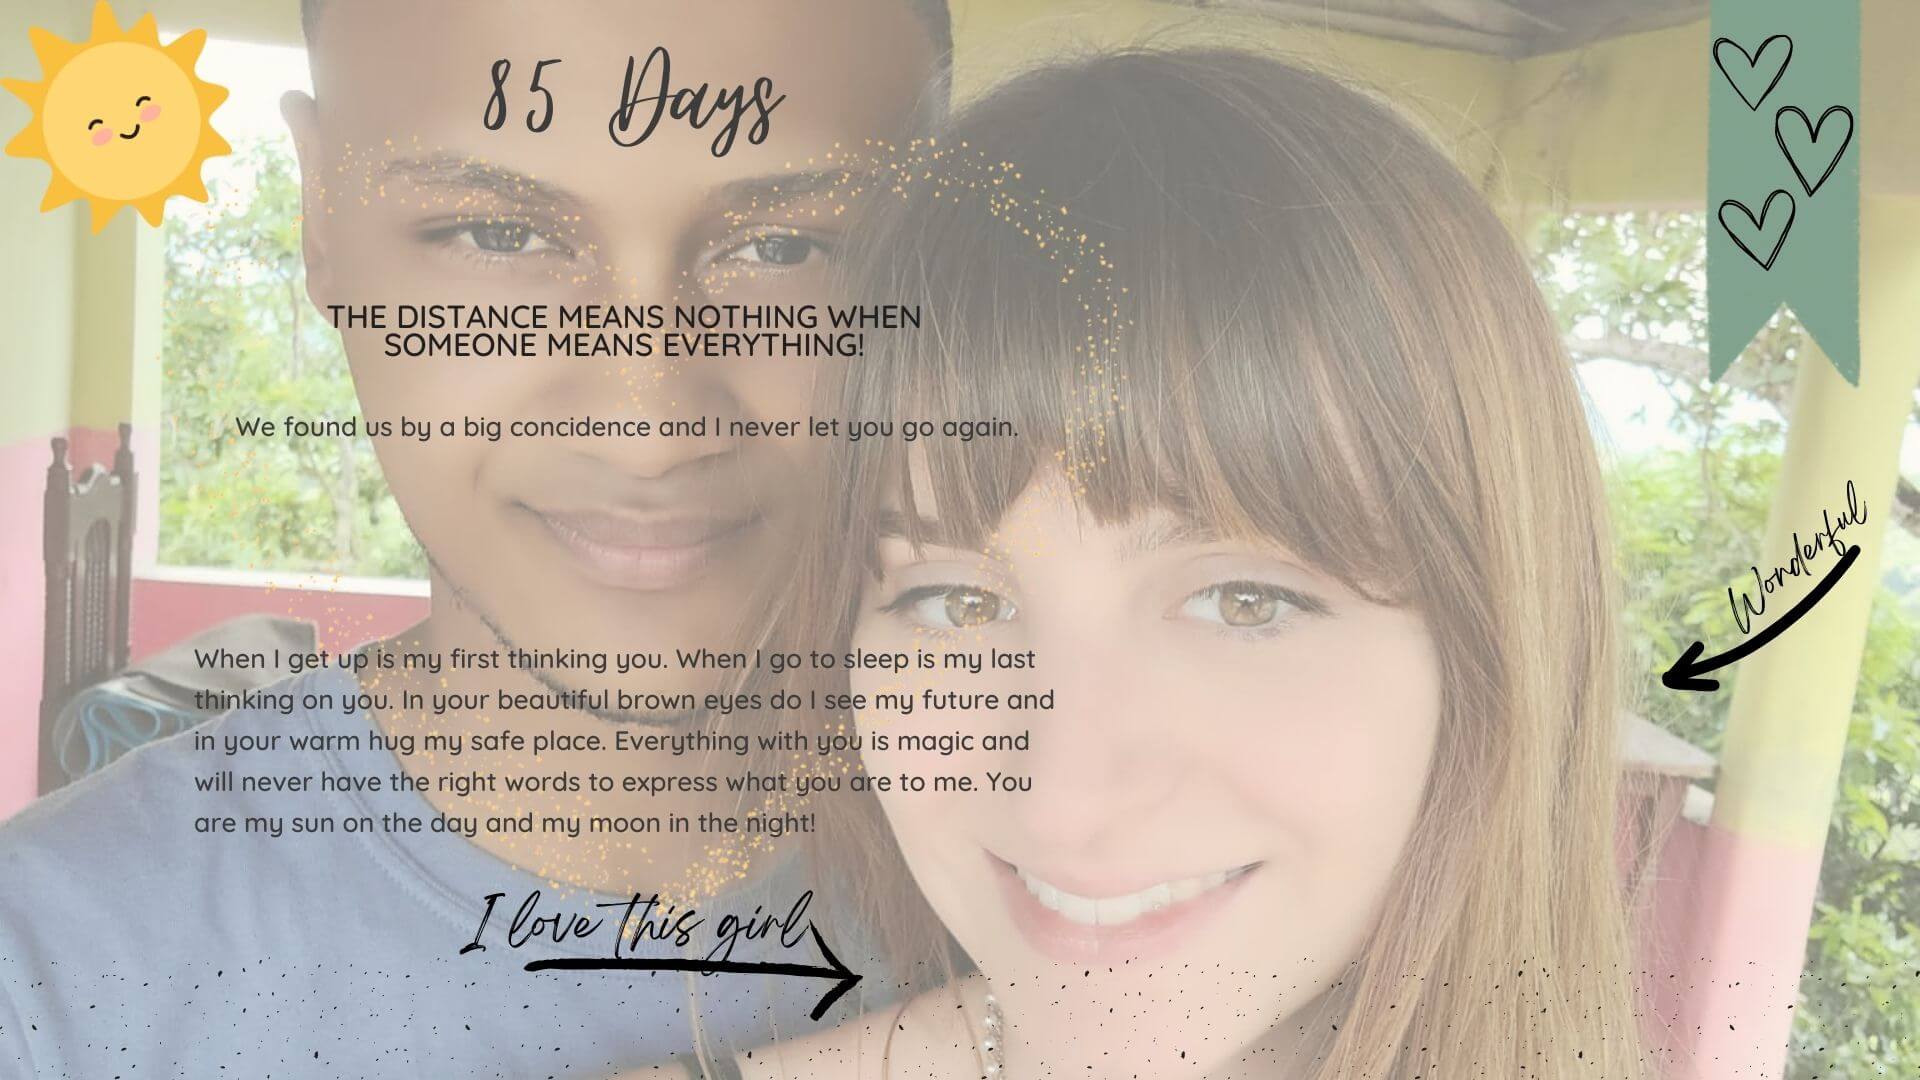 85 Days
THE DISTANCE MEANS NOTHING WHEN
SOMEONE MEANS EVERYTHING!
We found us by a big concidence and I never let you go again.
Wonderful
When I get up is my first thinking you. When I go to sleep is my last
thinking on you. In your beautiful brown eyes do I see my future and
in your warm hug my safe place. Everything with you is magic and
will never have the right words to express what you are to me. You
are my sun on the day and my moon in the night!
I love this girl